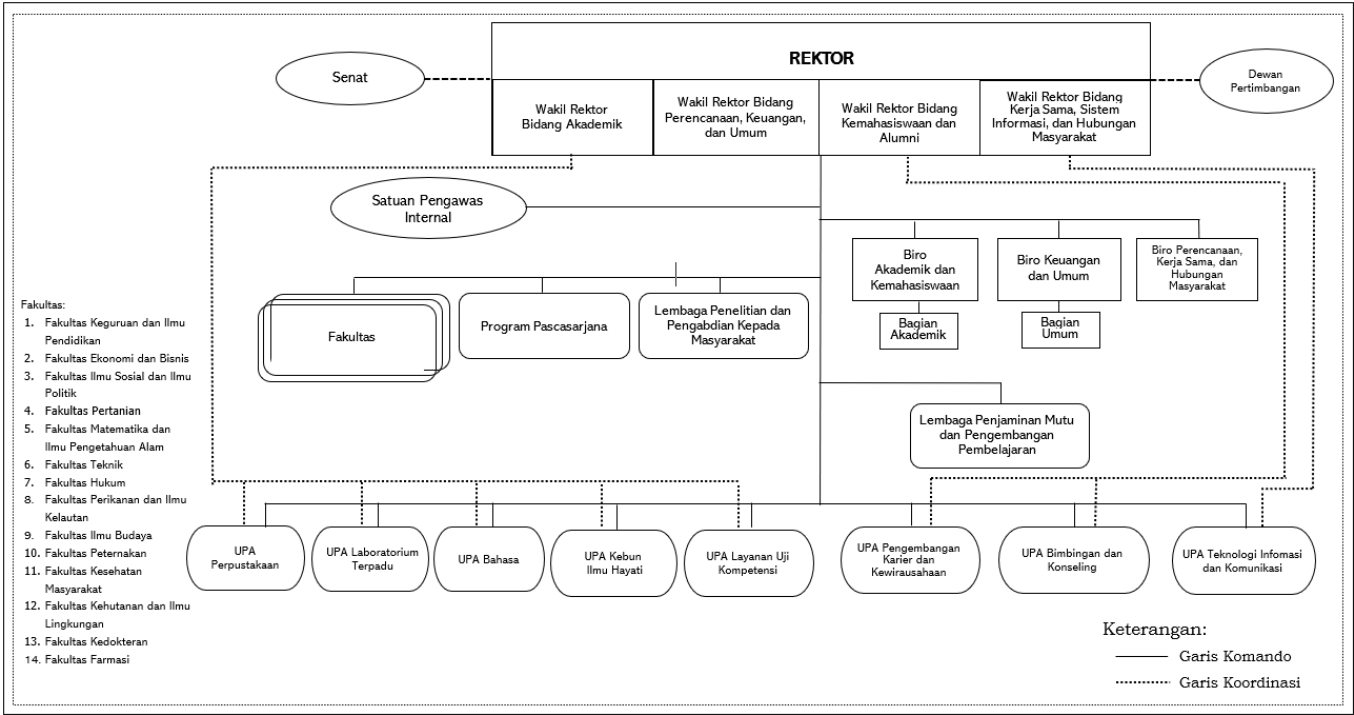 REKTOR
Senat
Dewan
Pertimbangan
Wakil Rektor
Bidang Akademik
Wakil Rektor Bidang
Perencanaan, Keuangan,
dan Umum
Wakil Rektor Bidang
Kemahasiswaan dan
Alumni
Wakil Rektor Bidang
Kerja Sama, Sistem
Informasi, dan Hubungan
Masyarakat
Satuan Pengawas
Internal
Biro
Akademik dan
Kemahasiswaan
Biro Keuangan
dan Umum
Biro Perencanaan,
Kerja Sama, dan
Hubungan
Masyarakat
Bagian
Akademik
Bagian
Umum
Fakultas
Program Pascasarjana
Lembaga Penelitian dan
Pengabdian Kepada
Masyarakat
Lembaga Penjaminan Mutu
dan Pengembangan
Pembelajaran
Fakultas:
1. Fakultas Keguruan dan Ilmu
Pendidikan
2. Fakultas Ekonomi dan Bisnis
3. Fakultas Ilmu Sosial dan Ilmu
Politik
4. Fakultas Pertanian
5. Fakultas Matematika dan
Ilmu Pengetahuan Alam
6. Fakultas Teknik
7. Fakultas Hukum
8. Fakultas Perikanan dan Ilmu
Kelautan
9. Fakultas Ilmu Budaya
10. Fakultas Peternakan
11. Fakultas Kesehatan
Masyarakat
12. Fakultas Kehutanan dan Ilmu
Lingkungan
13. Fakultas Kedokteran
14. Fakultas Farmasi
UPA
Perpustakaan
UPA Laboratorium
Terpadu
UPA Bahasa
UPA Kebun
Ilmu Hayati
UPA Layanan Uji
Kompetensi
UPA Pengembangan
Karier dan
Kewirausahaan
UPA Bimbingan dan
Konseling
UPA Teknologi Infomasi
dan Komunikasi
Keterangan:
Garis Komando
Garis Koordinasi